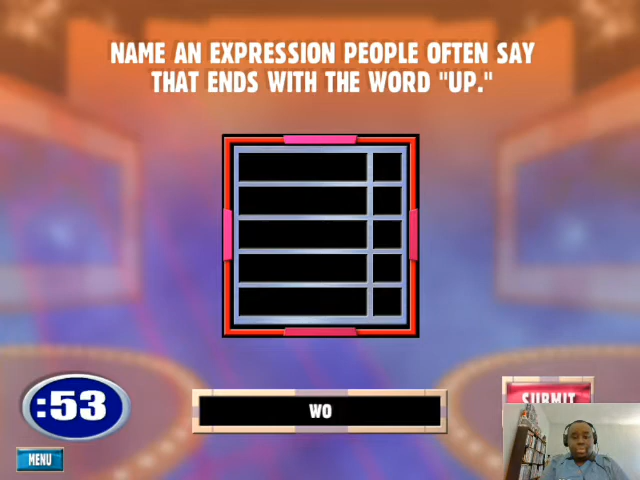 NAME AN EXPRESSION PEOPLE OFTEN SAY
THAT ENDS WITH THE WORD "UP."
:53
WO
SUBMIT
MENU